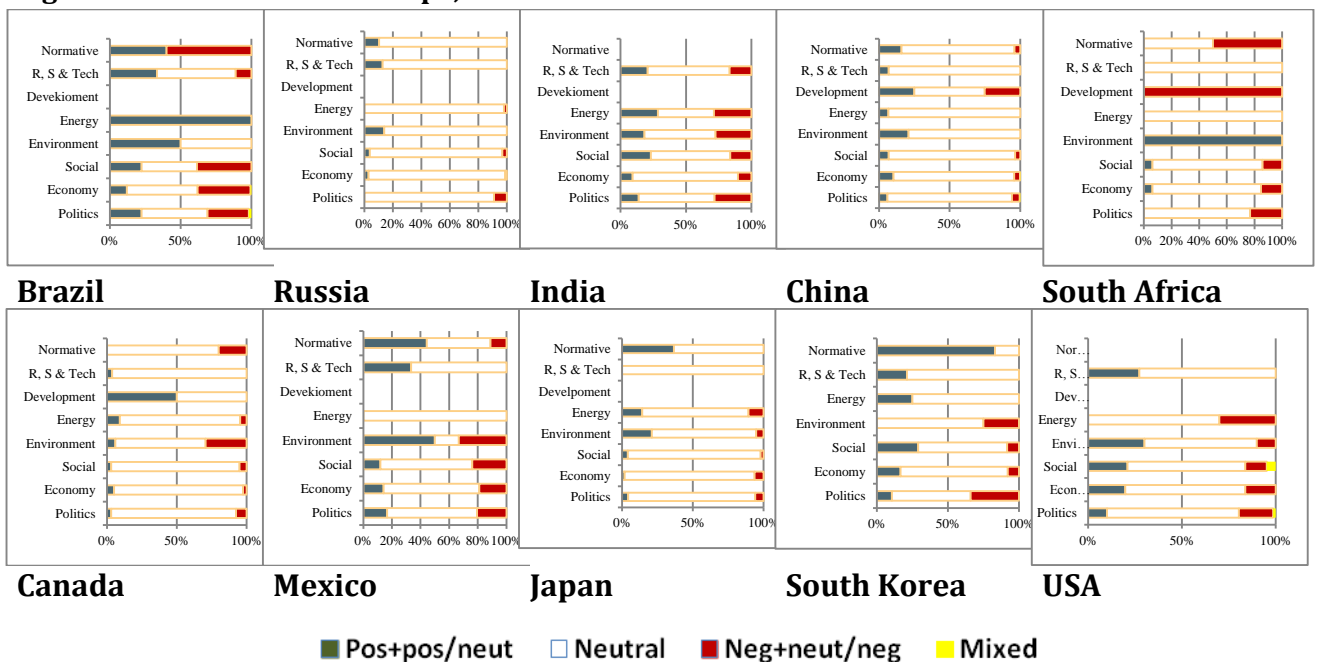 Normative
R, S & Tech
Devekioment
Energy
Environment
Social
Economy
Politics
0% 50% 100%
Normative
R, S & Tech
Development
Energy
Environment
Social
Economy
Politics
0% 20% 40% 60% 80% 100%
Normative
R, S & Tech
Devekioment
Energy
Environment
Social
Economy
Politics
0% 50% 100%
Normative
R, S & Tech
Development
Energy
Environment
Social
Economy
Politics
0% 50% 100%
Normative
R, S & Tech
Development
Energy
Environment
Social
Economy
Politics
0% 20% 40% 60% 80% 100%
Brazil
Russia
India
China
South Africa
Normative
R, S & Tech
Development
Energy
Environment
Social
Economy
Politics
0% 50% 100%
Normative
R, S & Tech
Devekioment
Energy
Environment
Social
Economy
Politics
0% 20% 40% 60% 80% 100%
Normative
R, S & Tech
Develpoment
Energy
Environment
Social
Economy
Politics
0% 50% 100%
Normative
R, S & Tech
Energy
Environment
Social
Economy
Politics
0% 50% 100%
Nor…
R, S…
Dev…
Energy
Envi…
Social
Econ…
Politics
0% 50% 100%
Canada
Mexico
Japan
South Korea
USA
Pos+pos/neut Neutral Neg+neut/neg Mixed